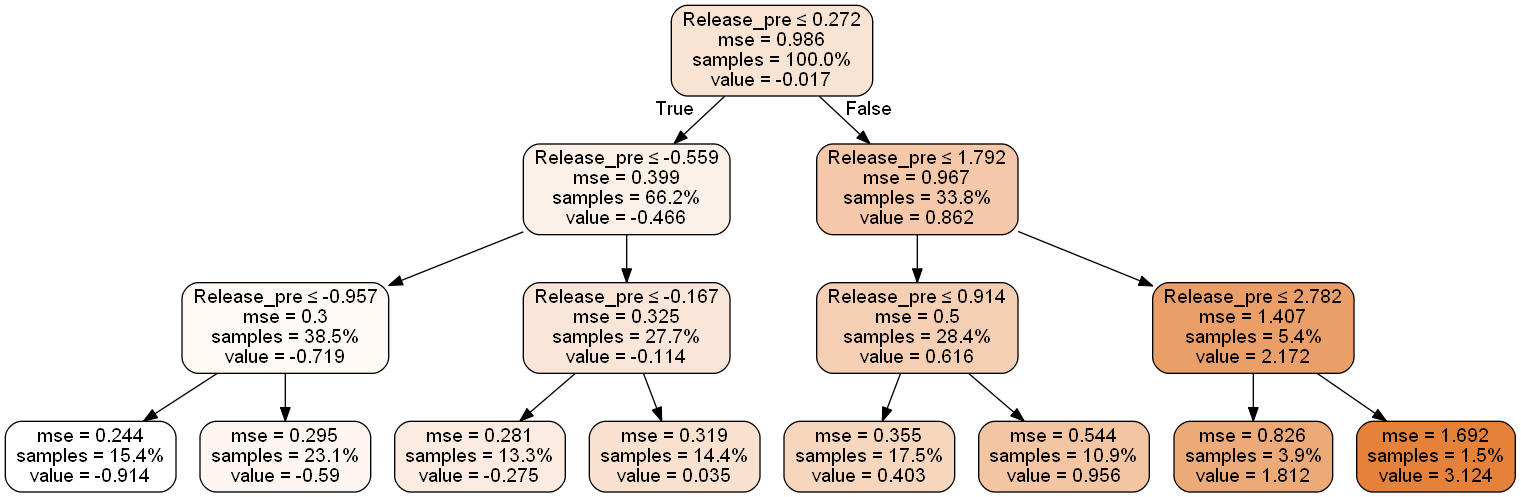 Release_pre ≤ 0.272
mse = 0.986
samples = 100.0%
value = -0.017
True
False
Release_pre ≤ -0.559
mse = 0.399
samples = 66.2%
value = -0.466
Release_pre ≤ 1.792
mse = 0.967
samples = 33.8%
value = 0.862
Release_pre ≤ -0.957
mse = 0.3
samples = 38.5%
value = -0.719
Release_pre ≤ -0.167
mse = 0.325
samples = 27.7%
value = -0.114
Release_pre ≤ 0.914
mse = 0.5
samples = 28.4%
value = 0.616
Release_pre ≤ 2.782
mse = 1.407
samples = 5.4%
value = 2.172
mse = 0.244
samples = 15.4%
value = -0.914
mse = 0.295
samples = 23.1%
value = -0.59
mse = 0.281
samples = 13.3%
value = -0.275
mse = 0.319
samples = 14.4%
value = 0.035
mse = 0.355
samples = 17.5%
value = 0.403
mse = 0.544
samples = 10.9%
value = 0.956
mse = 0.826
samples = 3.9%
value = 1.812
mse = 1.692
samples = 1.5%
value = 3.124